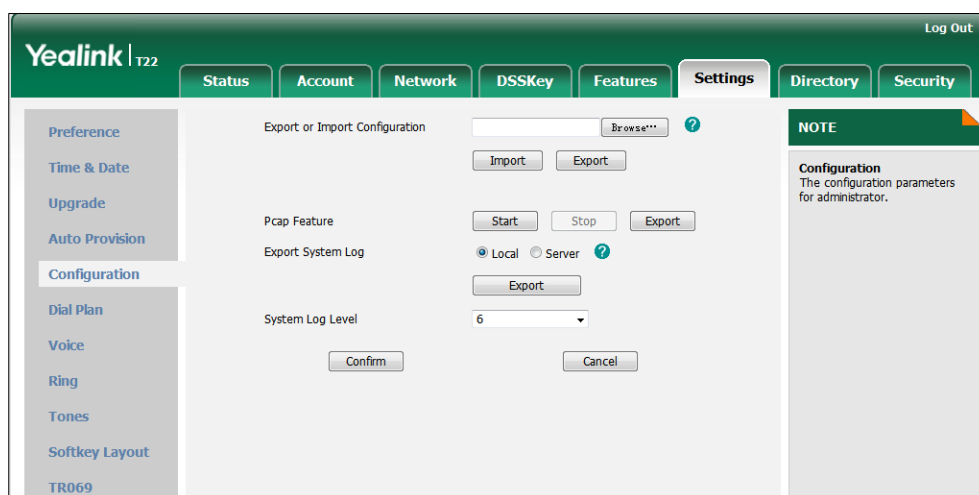 Log Out
Yealink T22
Status Account Network DSSKey Features Settings Directory Security
Preference
Time & Date
Upgrade
Auto Provision
Configuration
Dial Plan
Voice
Ring
Tones
Softkey Layout
TR069
Export or Import Configuration Browse... ?
Import Export
Pcap Feature Start Stop Export
Export System Log Local Server ?
Export
System Log Level 6
Confirm Cancel
NOTE
Configuration
The configuration parameters
for administrator.